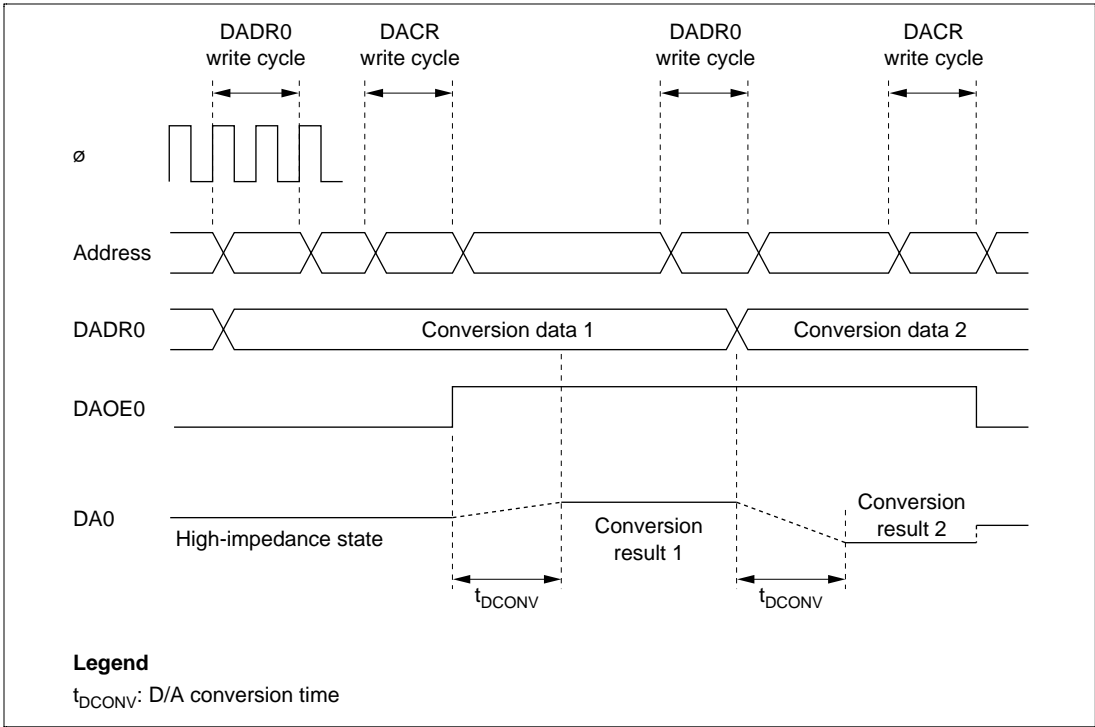 DADR0
write cycle
DACR
write cycle
DADR0
write cycle
DACR
write cycle
ø
Address
DADR0
Conversion data 1
Conversion data 2
DAOE0
DA0
High-impedance state
Conversion
result 1
Conversion
result 2
tDCONV
tDCONV
Legend
tDCONV: D/A conversion time